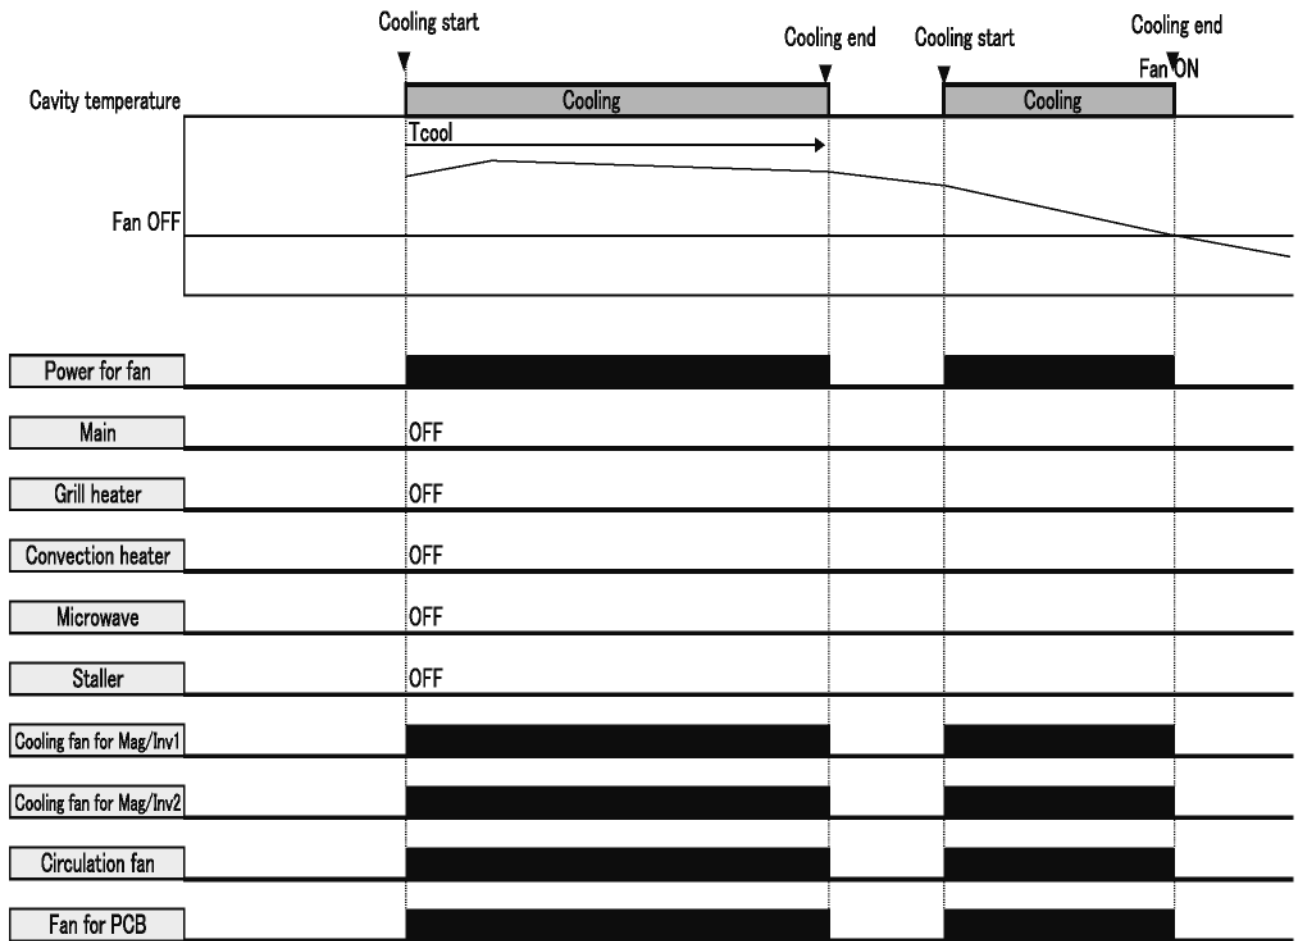 Cooling start
Cooling end
Cooling start
Cooling end
Fan ON
Cavity temperature
Cooling
Cooling
Tcool
Fan OFF
Power for fan
Main
OFF
Grill heater
OFF
Convection heater
OFF
Microwave
OFF
Staller
OFF
Cooling fan for Mag/Inv1
Cooling fan for Mag/Inv2
Circulation fan
Fan for PCB